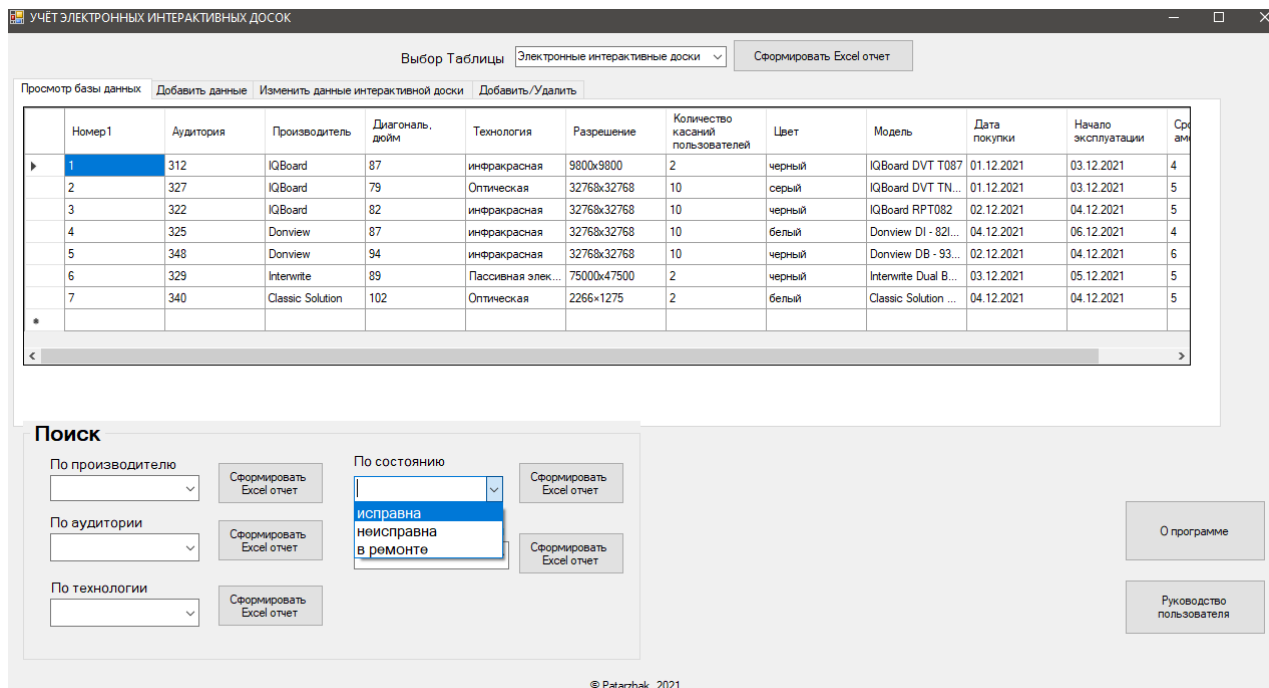 УЧЁТ ЭЛЕКТРОННЫХ ИНТЕРАКТИВНЫХ ДОСОК
Выбор Таблицы Электронные интерактивные доски Сформировать Excel отчет
Просмотр базы данных Добавить данные Изменить данные интерактивной доски Добавить/Удалить
Номер1 Аудитория Производитель Диагональ, дюйм Технология Разрешение Количество касаний пользователей Цвет Модель Дата покупки Начало эксплуатации
1 312 IQBoard 87 инфракрасная 9800x9800 2 черный IQBoard DVT T087 01.12.2021 03.12.2021 4
2 327 IQBoard 79 Оптическая 32768x32768 10 серый IQBoard DVT TN... 01.12.2021 03.12.2021 5
3 322 IQBoard 82 инфракрасная 32768x32768 10 черный IQBoard RPT082 02.12.2021 04.12.2021 5
4 325 Donview 87 инфракрасная 32768x32768 10 белый Donview DI - 82I... 04.12.2021 06.12.2021 4
5 348 Donview 94 инфракрасная 32768x32768 10 черный Donview DB - 93... 02.12.2021 04.12.2021 6
6 329 Interwrite 89 Пассивная элек... 75000x47500 2 черный Interwrite Dual B... 03.12.2021 05.12.2021 5
7 340 Classic Solution 102 Оптическая 2266×1275 2 белый Classic Solution ... 04.12.2021 04.12.2021 5
Поиск
По производителю
Сформировать Excel отчет
По состоянию
Сформировать Excel отчет
исправна
неисправна
в ремонте
По аудитории
Сформировать Excel отчет
Сформировать Excel отчет
По технологии
Сформировать Excel отчет
О программе
Руководство пользователя
© Patarzhak, 2021